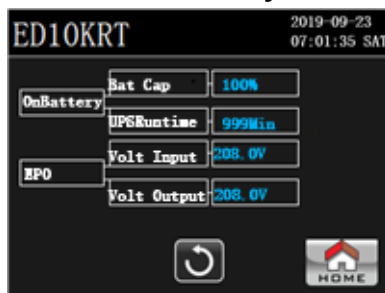 ED10KRT
2019-09-23
07:01:35 SAT
OnBattery
Bat Cap 100%
UPSRuntime 999Min
EPO
Volt Input 208.0V
Volt Output 208.0V
HOME